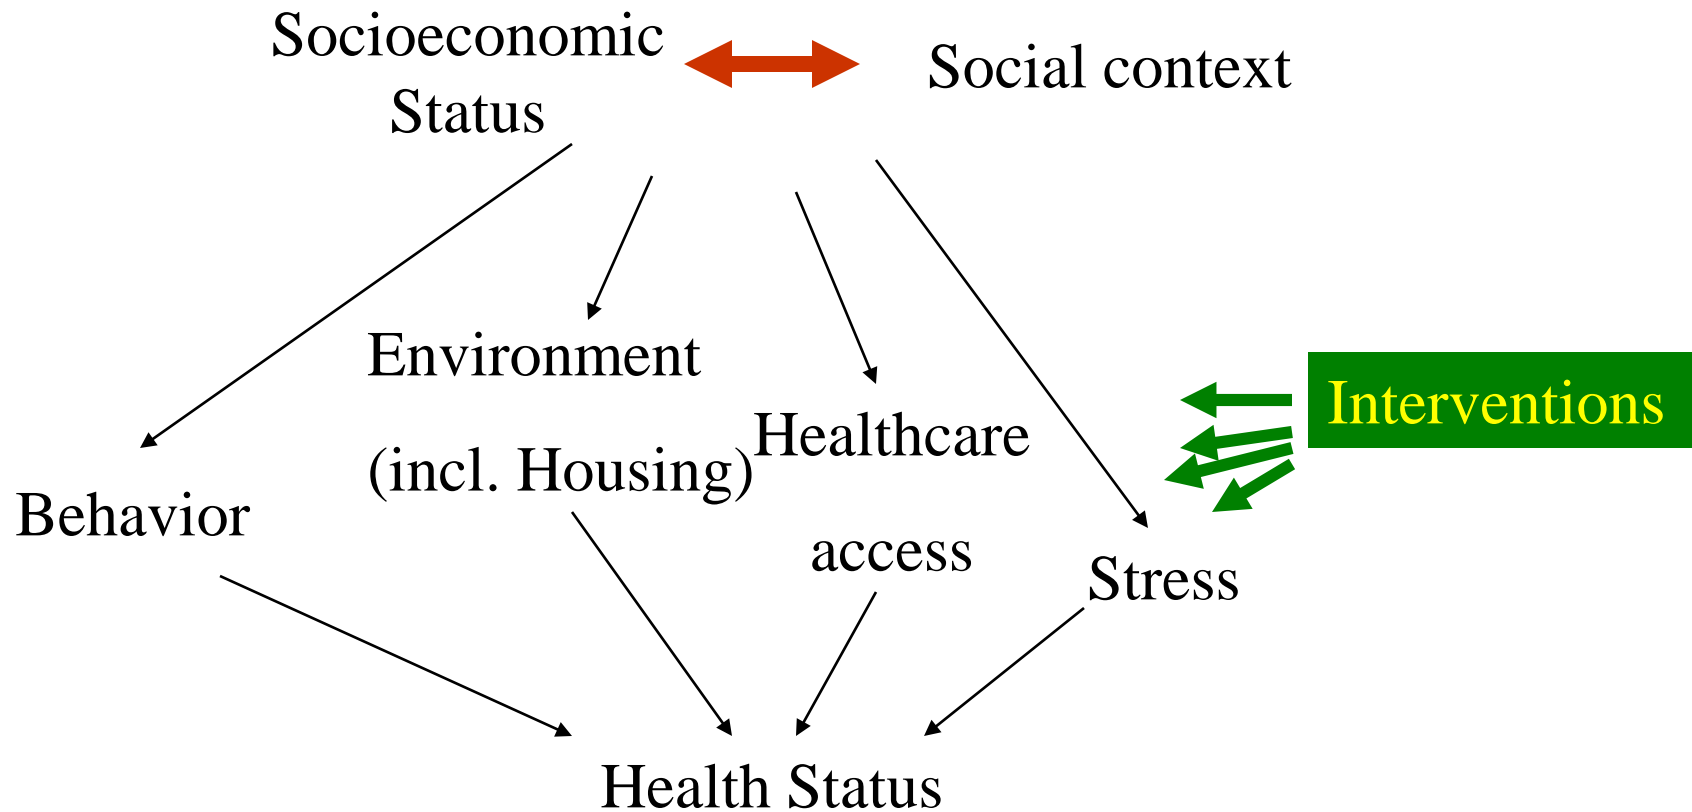 Socioeconomic
Status
Social context
Environment
(incl. Housing)
Healthcare
access
Interventions
Behavior
Stress
Health Status